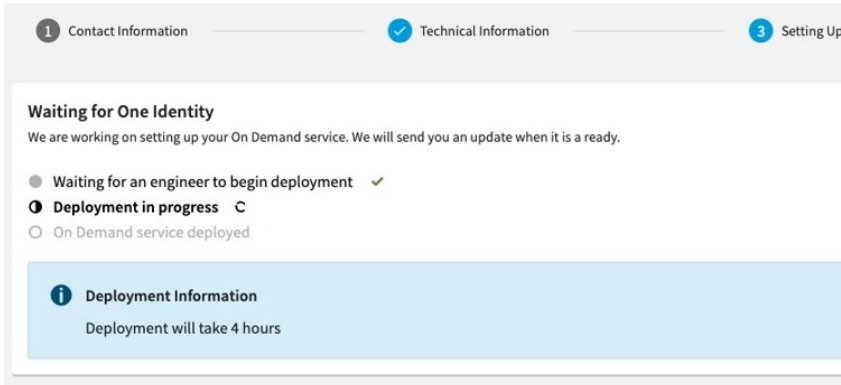 1 Contact Information
Technical Information
3 Setting Up
Waiting for One Identity
We are working on setting up your On Demand service. We will send you an update when it is a ready.
Waiting for an engineer to begin deployment
Deployment in progress
On Demand service deployed
Deployment Information
Deployment will take 4 hours